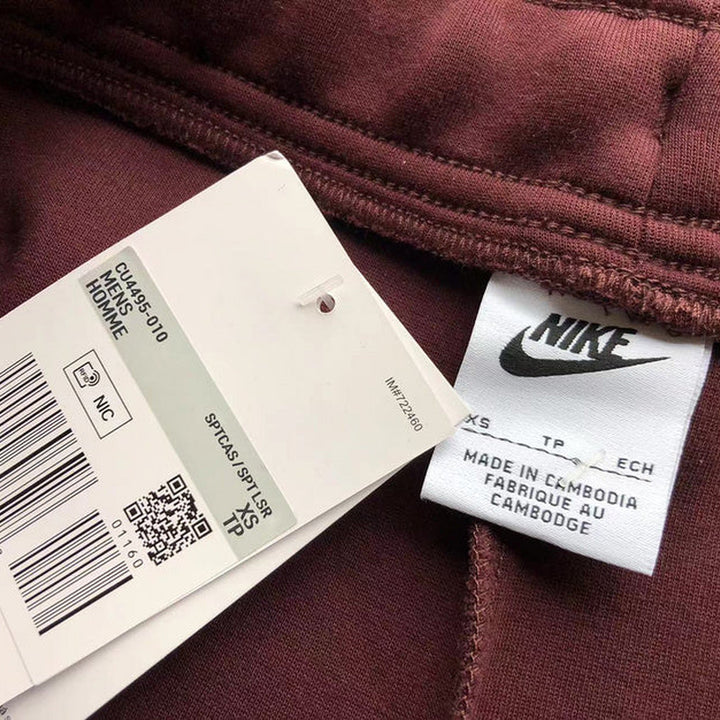 CU4495-010
MENS
HOMME
SPTCAS / SPT LSR
XS
TP
IM#722460
RFID
NIC
01160
NIKE
XS
TP
ECH
MADE IN CAMBODIA
FABRIQUE AU
CAMBODGE